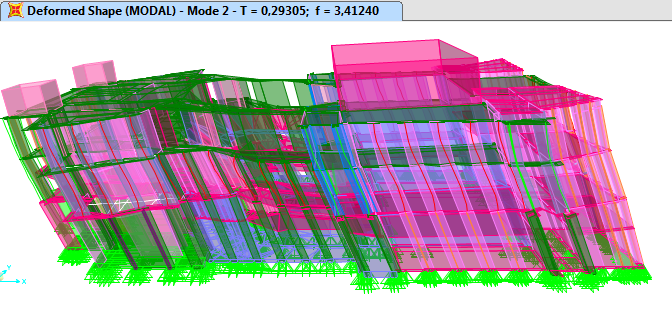 Deformed Shape (MODAL) - Mode 2 - T = 0,29305; f = 3,41240
Y
X